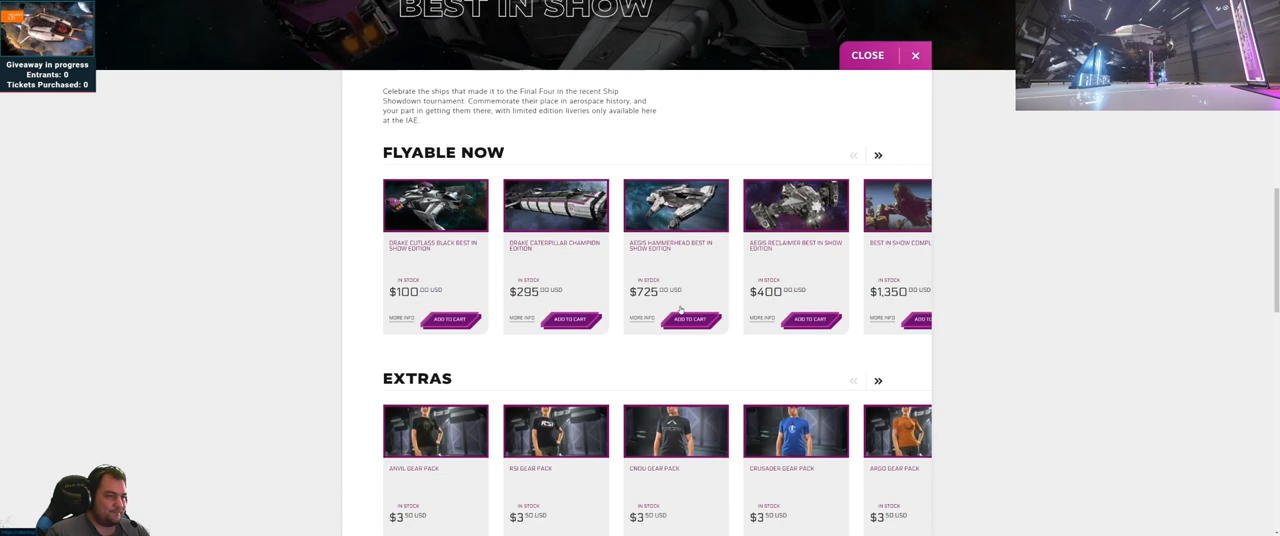 BEST IN SHOW
Giveaway in progress
Entrants: 0
Tickets Purchased: 0
CLOSE
Celebrate the ships that made it to the Final Four in the recent Ship
Showdown tournament. Commemorate their place in aerospace history, and
your part in getting them there, with limited edition liveries only available here
at the IAE.
FLYABLE NOW
DRAKE CUTLASS BLACK BEST IN
SHOW EDITION
IN STOCK
$100.00 USD
MORE INFO
ADD TO CART
DRAKE CATERPILLAR CHAMPION
EDITION
IN STOCK
$295.00 USD
MORE INFO
ADD TO CART
AEGIS HAMMERHEAD BEST IN
SHOW EDITION
IN STOCK
$725.00 USD
MORE INFO
ADD TO CART
AEGIS RECLAIMER BEST IN SHOW
EDITION
IN STOCK
$400.00 USD
MORE INFO
ADD TO CART
BEST IN SHOW COMPL
IN STOCK
$1,350.00 USD
MORE INFO
ADD TO
EXTRAS
ANVIL GEAR PACK
IN STOCK
$3.50 USD
RSI
RSI GEAR PACK
IN STOCK
$3.50 USD
CNOU GEAR PACK
IN STOCK
$3.50 USD
CRUSADER GEAR PACK
IN STOCK
$3.50 USD
ARGO GEAR PACK
IN STOCK
$3.50 USD